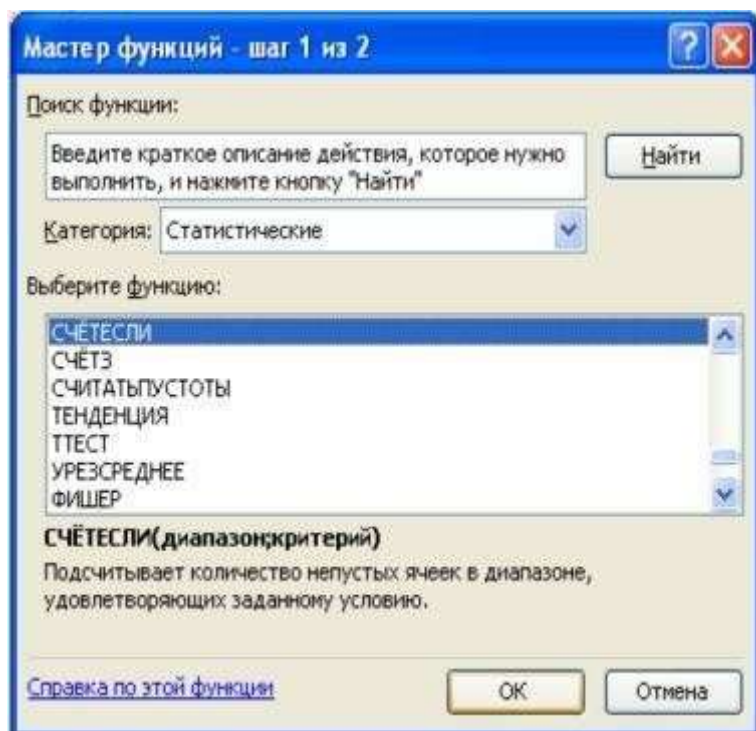 Мастер функций - шаг 1 из 2
Поиск функции:
Введите краткое описание действия, которое нужно
выполнить, и нажмите кнопку "Найти"
Найти
Категория: Статистические
Выберите функцию:
СЧЁТЕСЛИ
СЧЁТЗ
СЧИТАТЬПУСТОТЫ
ТЕНДЕНЦИЯ
ТТЕСТ
УРЕЗСРЕДНЕЕ
ФИШЕР
СЧЁТЕСЛИ(диапазон;критерий)
Подсчитывает количество непустых ячеек в диапазоне,
удовлетворяющих заданному условию.
Справка по этой функции
ОК
Отмена